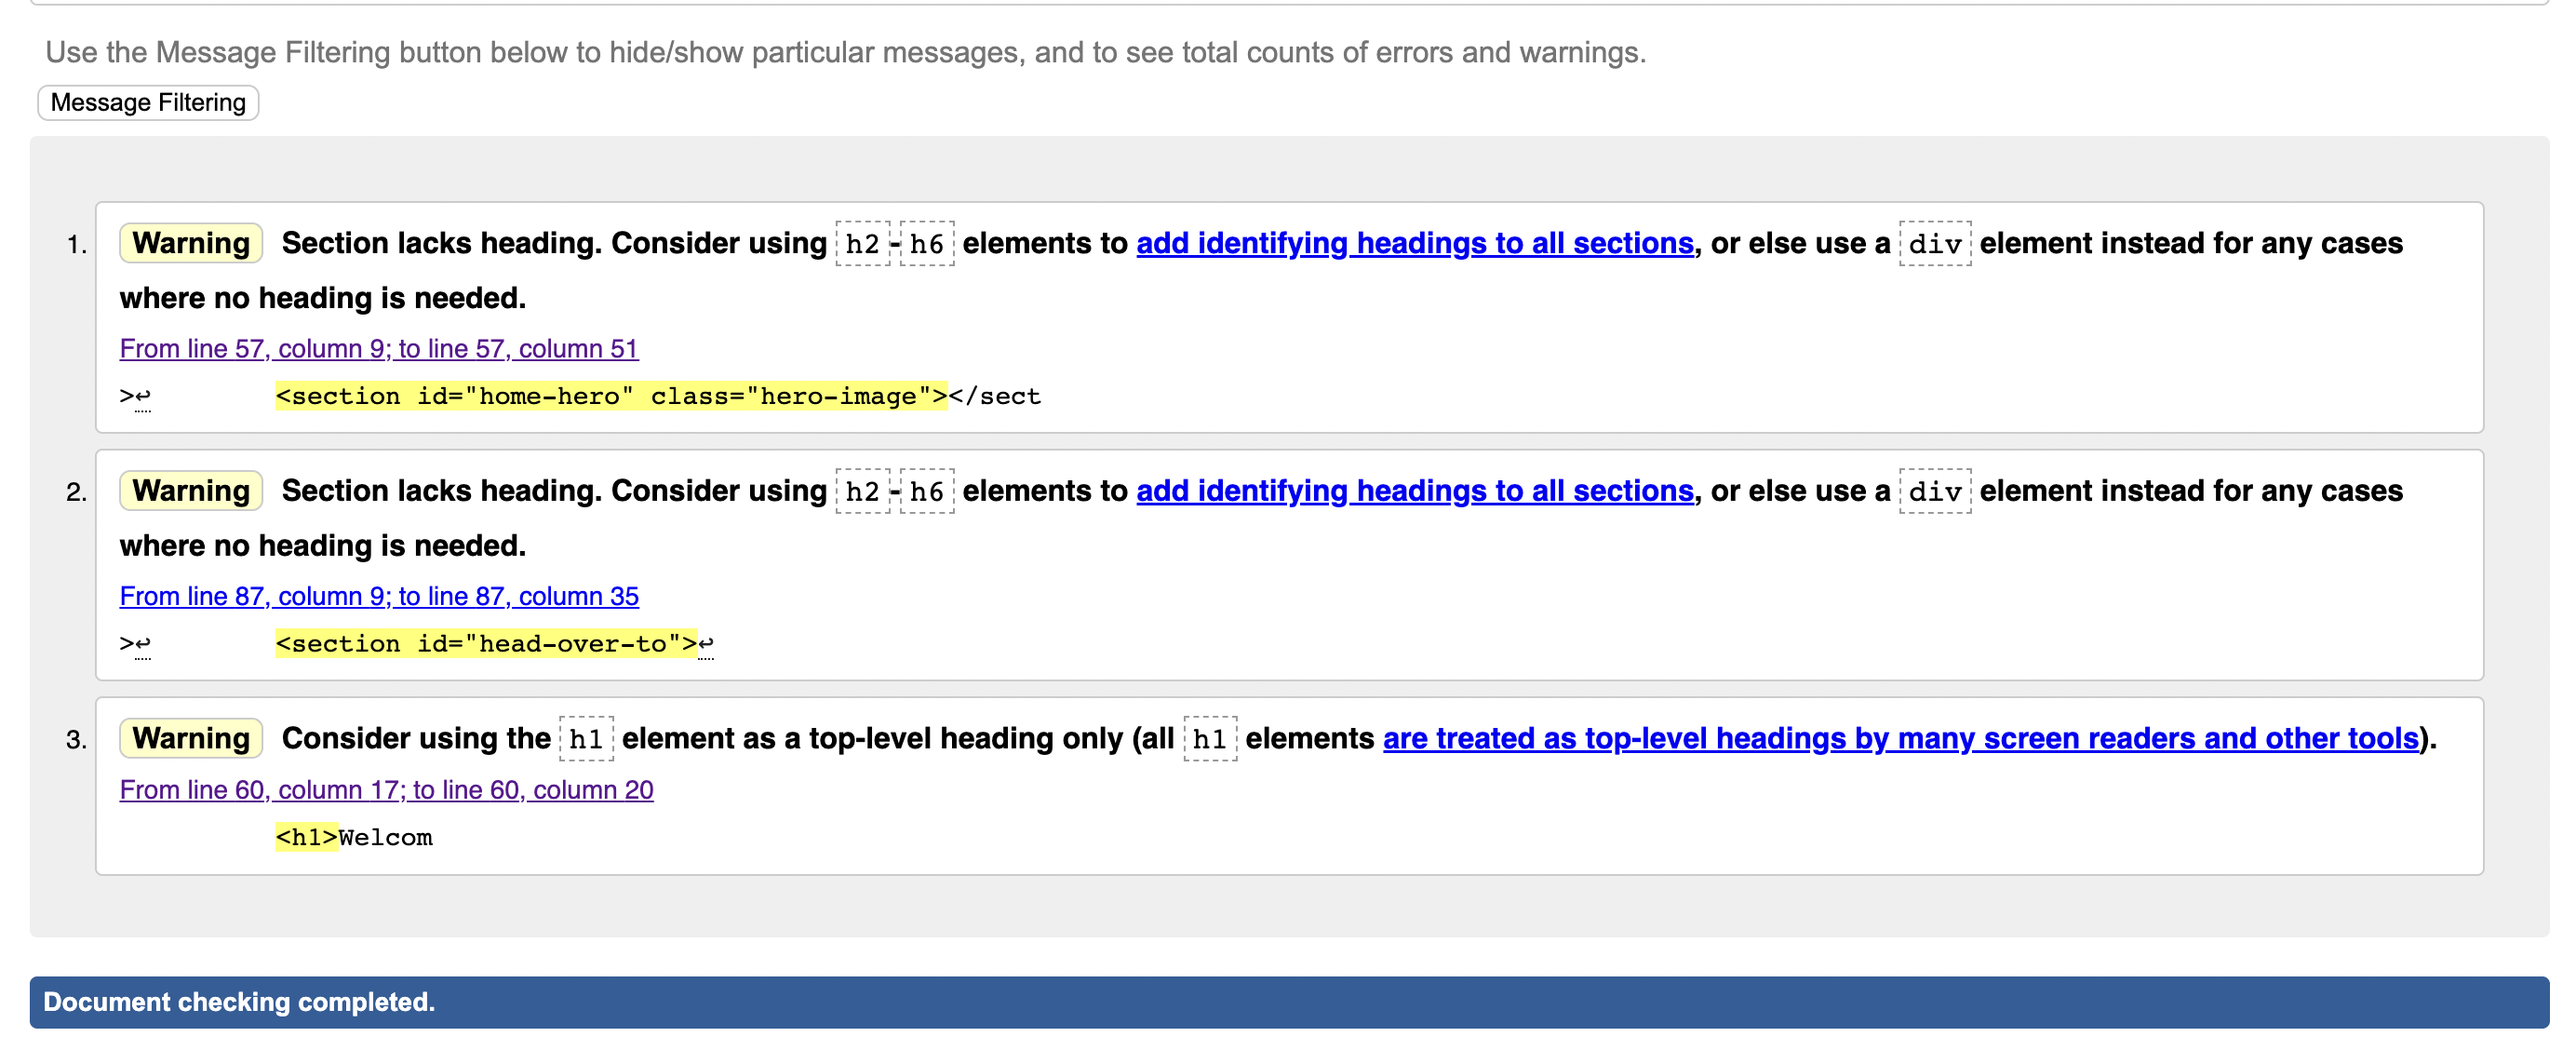 Use the Message Filtering button below to hide/show particular messages, and to see total counts of errors and warnings.
Message Filtering
1. Warning Section lacks heading. Consider using h2-h6 elements to add identifying headings to all sections, or else use a div element instead for any cases
where no heading is needed.
From line 57, column 9; to line 57, column 51
>↩ <section id="home-hero" class="hero-image"></sect
2. Warning Section lacks heading. Consider using h2-h6 elements to add identifying headings to all sections, or else use a div element instead for any cases
where no heading is needed.
From line 87, column 9; to line 87, column 35
>↩ <section id="head-over-to">↩
3. Warning Consider using the h1 element as a top-level heading only (all h1 elements are treated as top-level headings by many screen readers and other tools).
From line 60, column 17; to line 60, column 20
<h1>Welcom
Document checking completed.